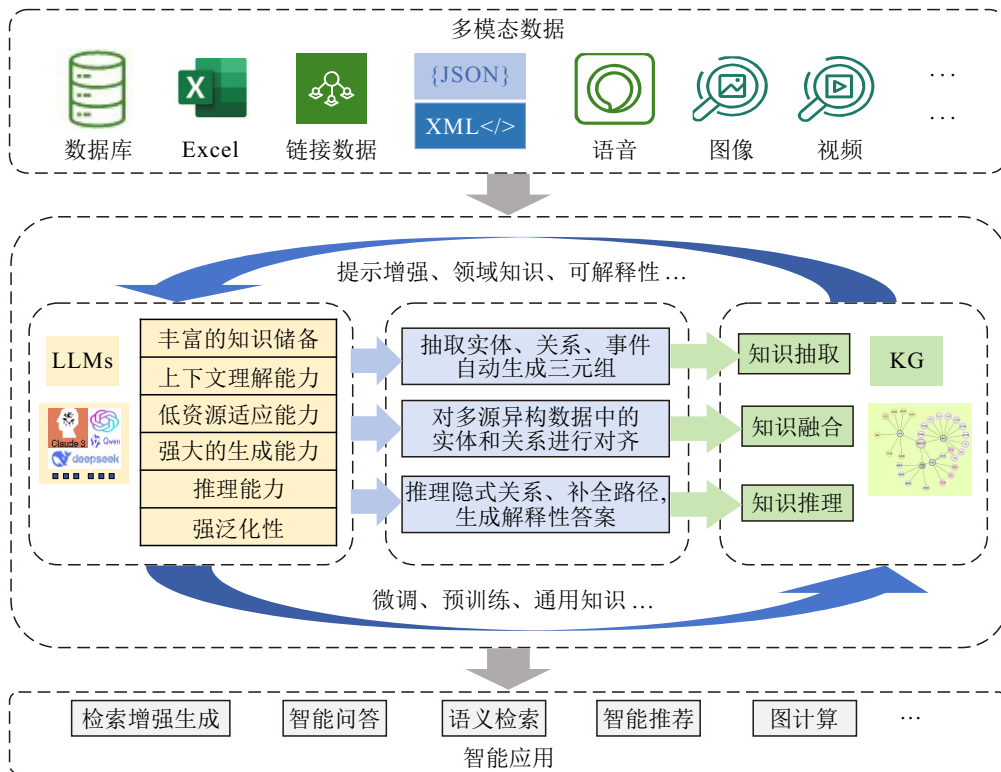 多模态数据
{JSON}
XML</>
数据库
Excel
链接数据
语音
图像
视频
…
…
提示增强、领域知识、可解释性…
LLMs
Claude 3
Qwen
deepseek
丰富的知识储备
上下文理解能力
低资源适应能力
强大的生成能力
推理能力
强泛化性
抽取实体、关系、事件
自动生成三元组
对多源异构数据中的
实体和关系进行对齐
推理隐式关系、补全路径,
生成解释性答案
知识抽取
知识融合
知识推理
KG
微调、预训练、通用知识…
检索增强生成
智能问答
语义检索
智能推荐
图计算
…
智能应用